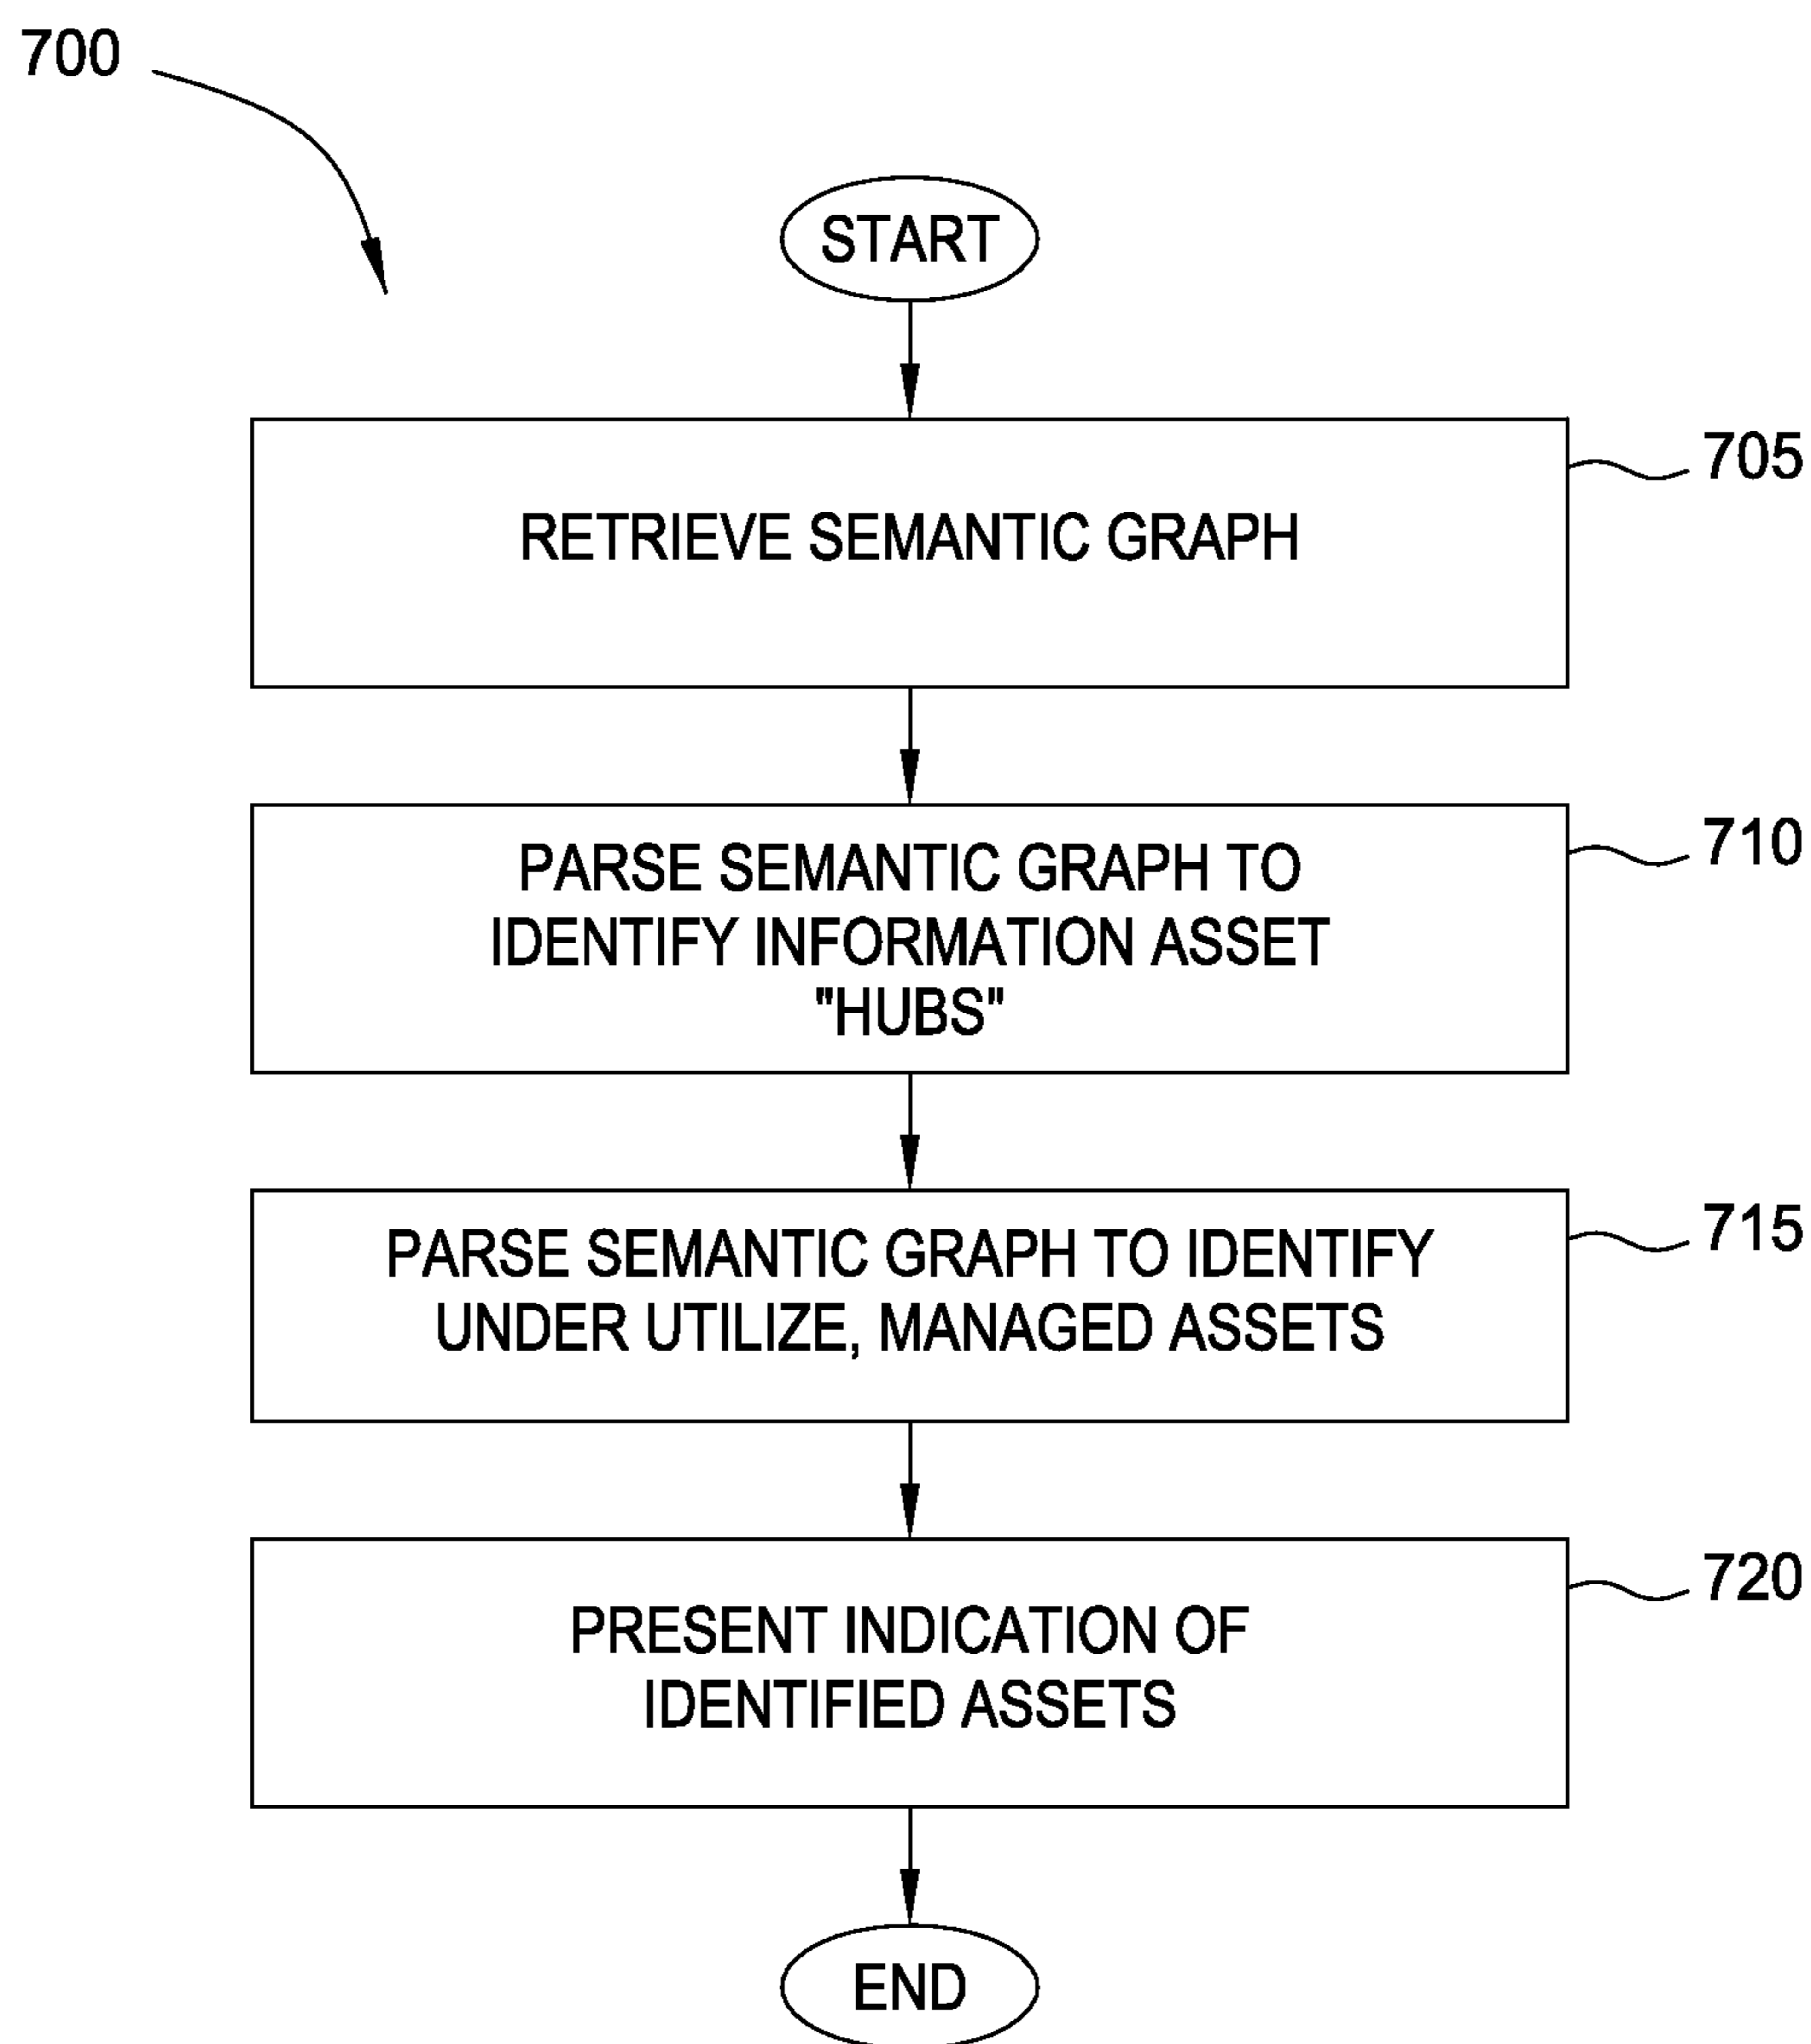 700
START
RETRIEVE SEMANTIC GRAPH
705
PARSE SEMANTIC GRAPH TO
IDENTIFY INFORMATION ASSET
"HUBS"
710
PARSE SEMANTIC GRAPH TO IDENTIFY
UNDER UTILIZE, MANAGED ASSETS
715
PRESENT INDICATION OF
IDENTIFIED ASSETS
720
END